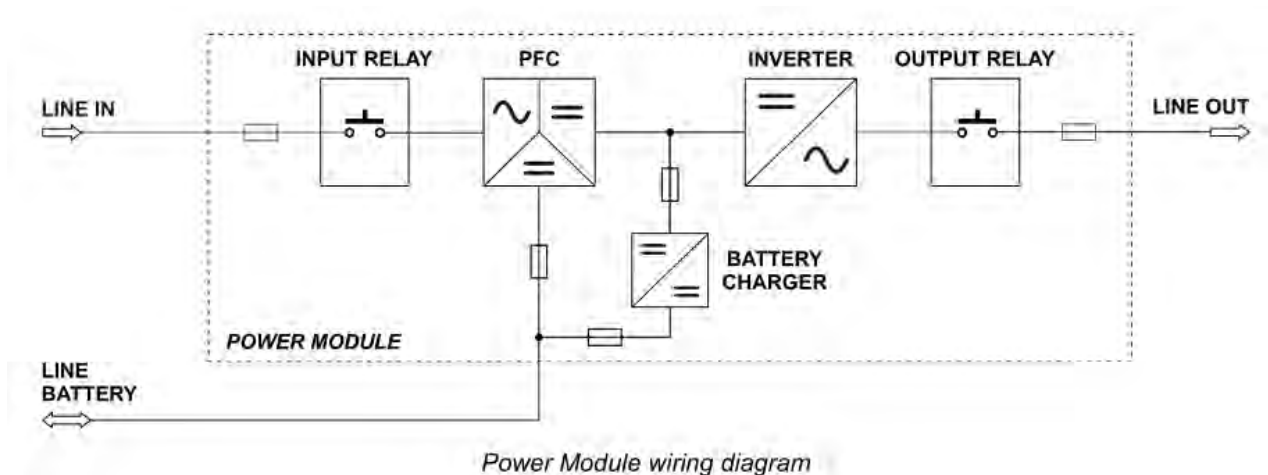 INPUT RELAY
PFC
INVERTER
OUTPUT RELAY
LINE IN
LINE OUT
BATTERY
CHARGER
POWER MODULE
LINE
BATTERY
Power Module wiring diagram